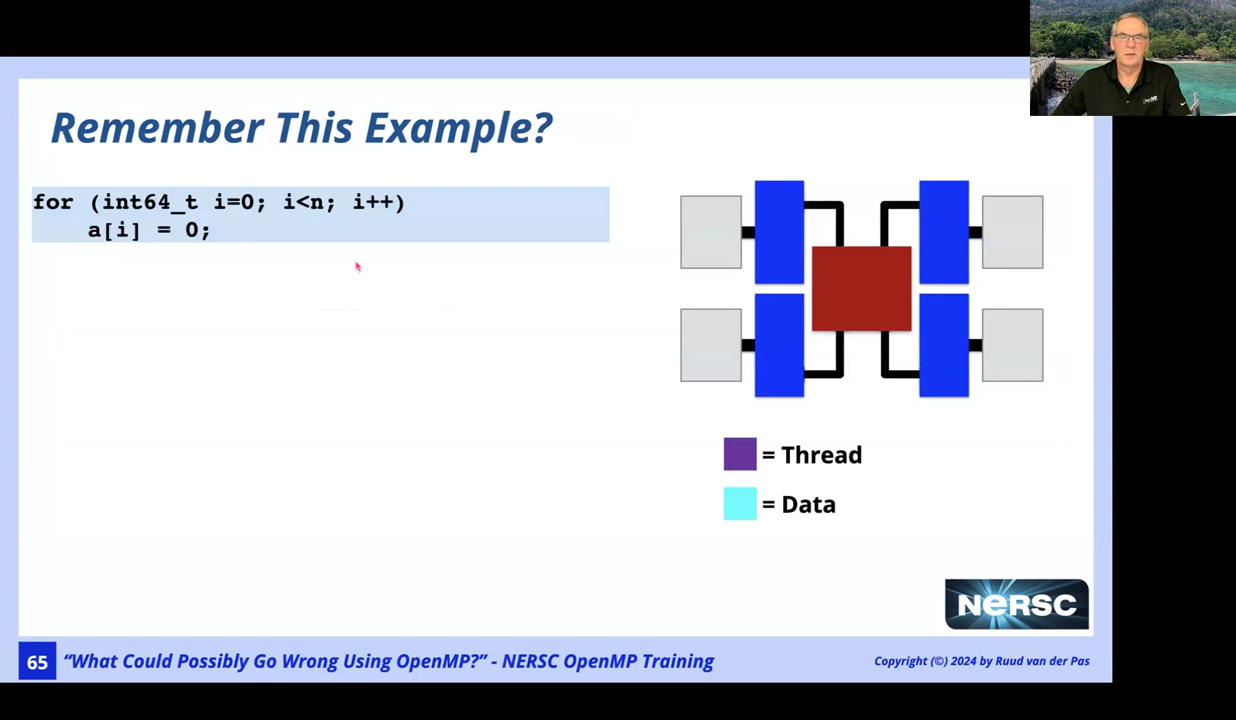 Remember This Example?
for (int64_t i=0; i<n; i++)
a[i] = 0;
= Thread
= Data
NERSC
65 "What Could Possibly Go Wrong Using OpenMP?" - NERSC OpenMP Training
Copyright (©) 2024 by Ruud van der Pas